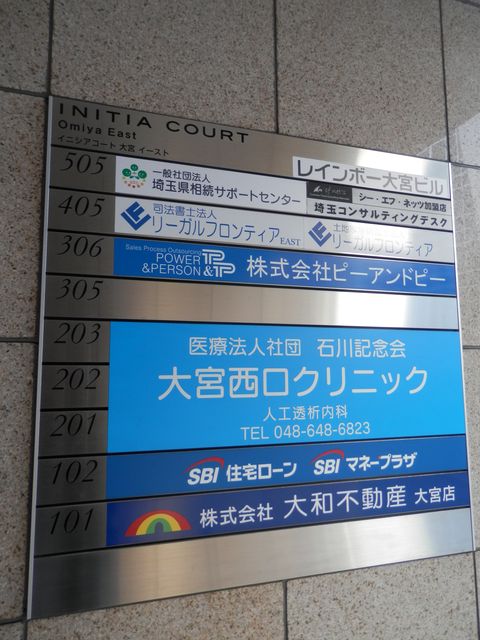 INITIA COURT
Omiya East
イニシアコート 大宮 イースト
レインボー大宮ビル
505
一般社団法人
埼玉県相続サポートセンター
シー・エフ・ネッツ加盟店
埼玉コンサルティングデスク
405
司法書士法人
リーガルフロンティアEAST
土地
リーガルフロンティア
306
Sales Process Outsourcing
POWER
&PERSON
P&P
株式会社ピーアンドピー
305
203
医療法人社団 石川記念会
202
大宮西口クリニック
人工透析内科
201
TEL 048-648-6823
102
SBI 住宅ローン SBI マネープラザ
101
株式会社 大和不動産 大宮店